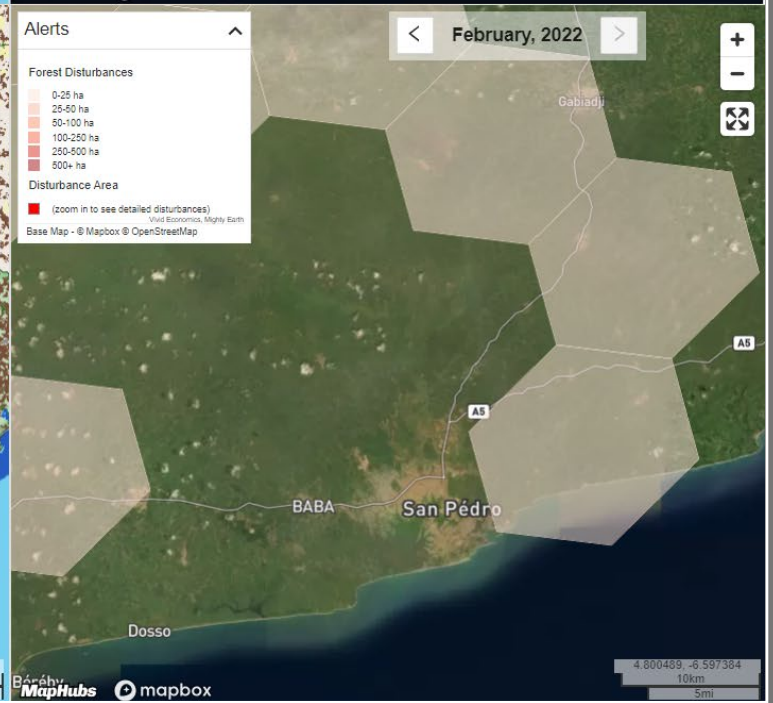 Alerts
Forest Disturbances
0-25 ha
25-50 ha
50-100 ha
100-250 ha
250-500 ha
500+ ha
Disturbance Area
(zoom in to see detailed disturbances)
Vivid Economics, Mighty Earth
Base Map - © Mapbox © OpenStreetMap
< February, 2022 >
+
−
Gabiadji
A5
A5
BABA
San Pédro
Dosso
Béréby
MapHubs
mapbox
4.800489, -6.597384
10km
5mi